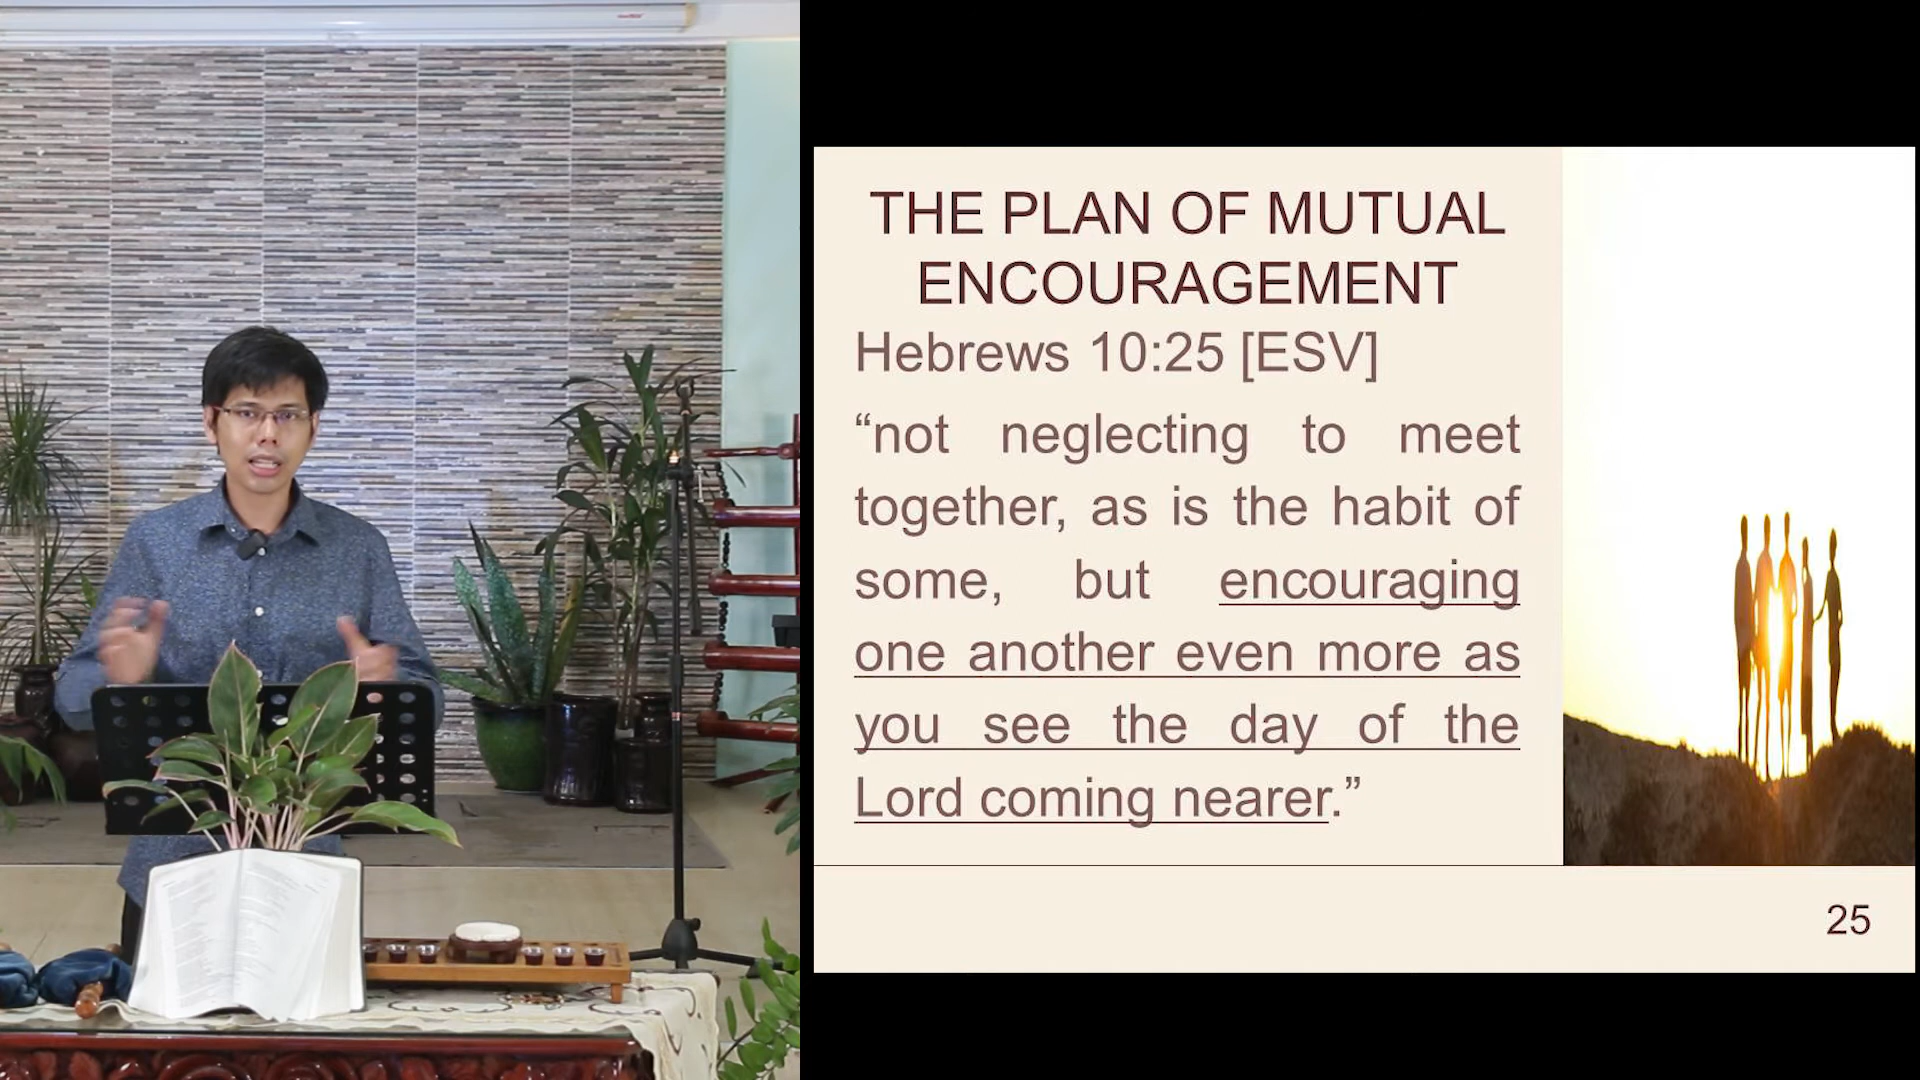 THE PLAN OF MUTUAL
ENCOURAGEMENT
Hebrews 10:25 [ESV]
“not neglecting to meet
together, as is the habit of
some, but encouraging
one another even more as
you see the day of the
Lord coming nearer.”
25